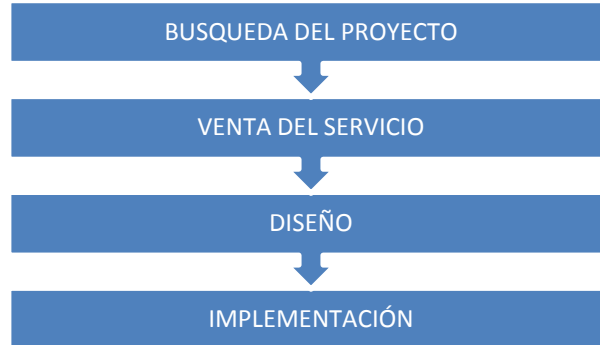 BUSQUEDA DEL PROYECTO
VENTA DEL SERVICIO
DISEÑO
IMPLEMENTACIÓN